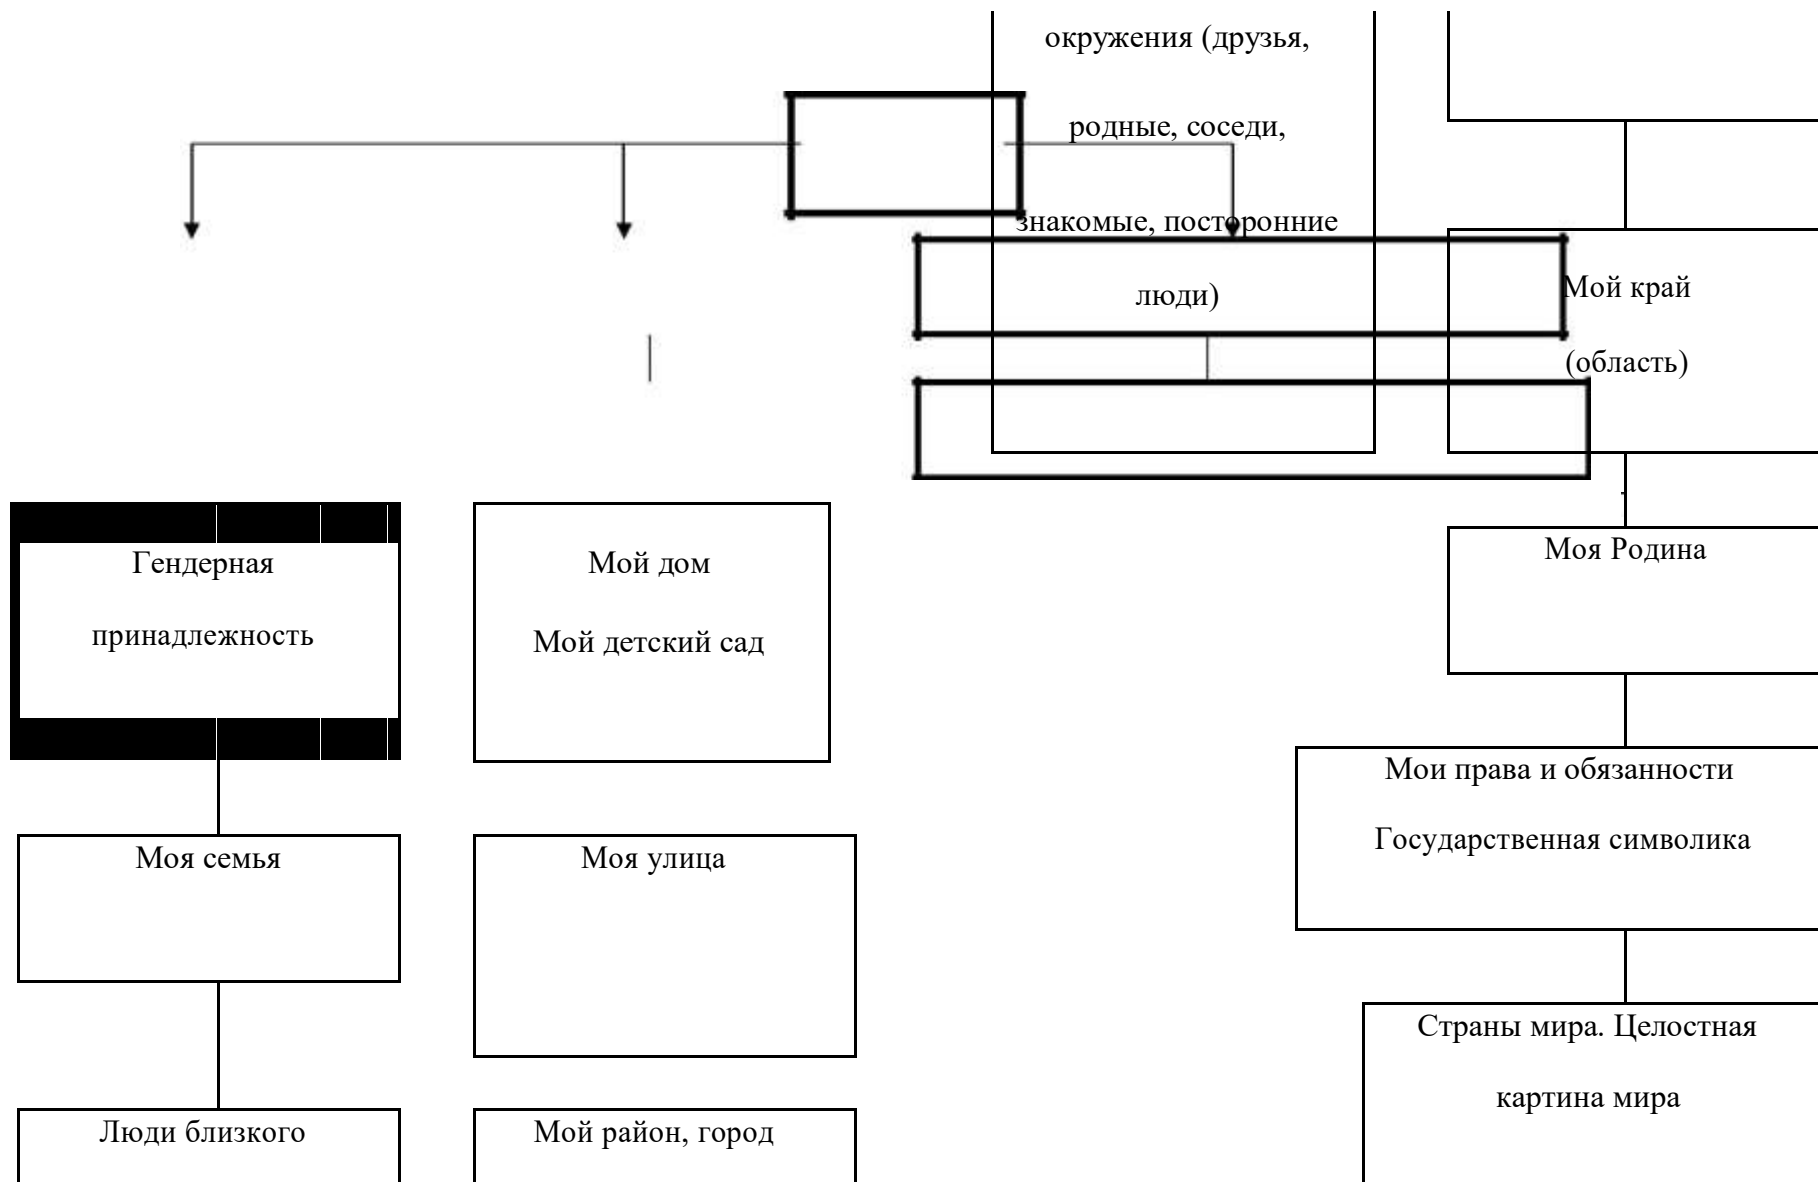 окружения (друзья,
родные, соседи,
знакомые, посторонние
люди)
Мой край
(область)
Гендерная
принадлежность
Мой дом
Мой детский сад
Моя Родина
Мои права и обязанности
Государственная символика
Моя семья
Моя улица
Страны мира. Целостная
картина мира
Люди близкого
Мой район, город